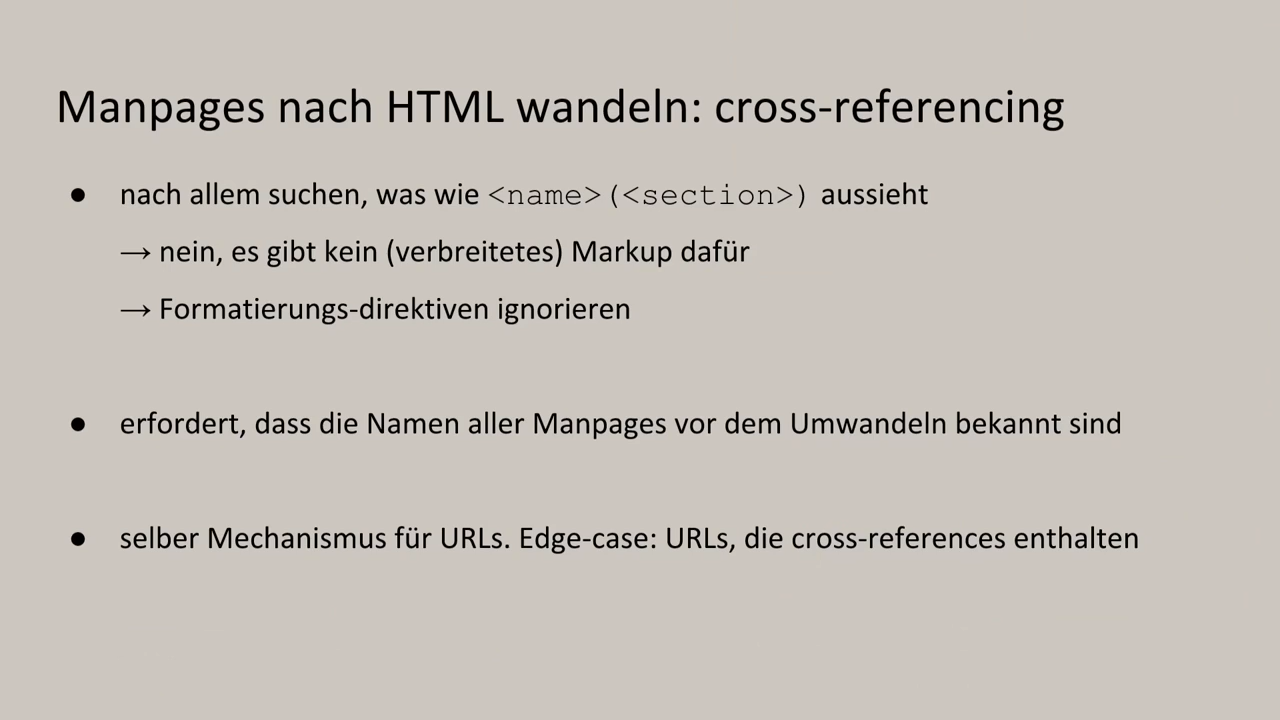 Manpages nach HTML wandeln: cross-referencing
● nach allem suchen, was wie <name>(<section>) aussieht
→ nein, es gibt kein (verbreitetes) Markup dafür
→ Formatierungs-direktiven ignorieren
● erfordert, dass die Namen aller Manpages vor dem Umwandeln bekannt sind
● selber Mechanismus für URLs. Edge-case: URLs, die cross-references enthalten